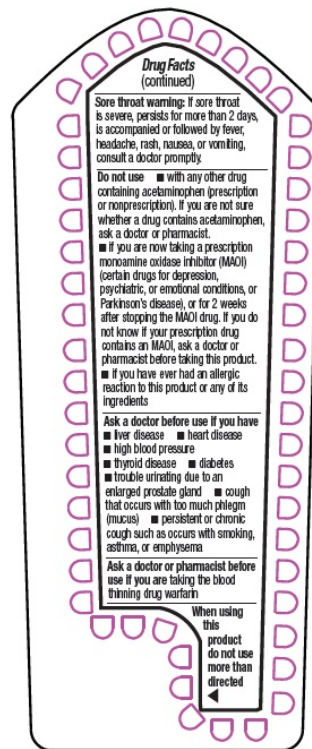 Drug Facts
(continued)
Sore throat warning: If sore throat
is severe, persists for more than 2 days,
is accompanied or followed by fever,
headache, rash, nausea, or vomiting,
consult a doctor promptly.
Do not use ■ with any other drug
containing acetaminophen (prescription
or nonprescription). If you are not sure
whether a drug contains acetaminophen,
ask a doctor or pharmacist.
■ if you are now taking a prescription
monoamine oxidase inhibitor (MAOI)
(certain drugs for depression,
psychiatric, or emotional conditions, or
Parkinson's disease), or for 2 weeks
after stopping the MAOI drug. If you do
not know if your prescription drug
contains an MAOI, ask a doctor or
pharmacist before taking this product.
■ if you have ever had an allergic
reaction to this product or any of its
ingredients
Ask a doctor before use if you have
■ liver disease ■ heart disease
■ high blood pressure
■ thyroid disease ■ diabetes
■ trouble urinating due to an
enlarged prostate gland ■ cough
that occurs with too much phlegm
(mucus) ■ persistent or chronic
cough such as occurs with smoking,
asthma, or emphysema
Ask a doctor or pharmacist before
use if you are taking the blood
thinning drug warfarin
When using
this
product
do not use
more than
directed